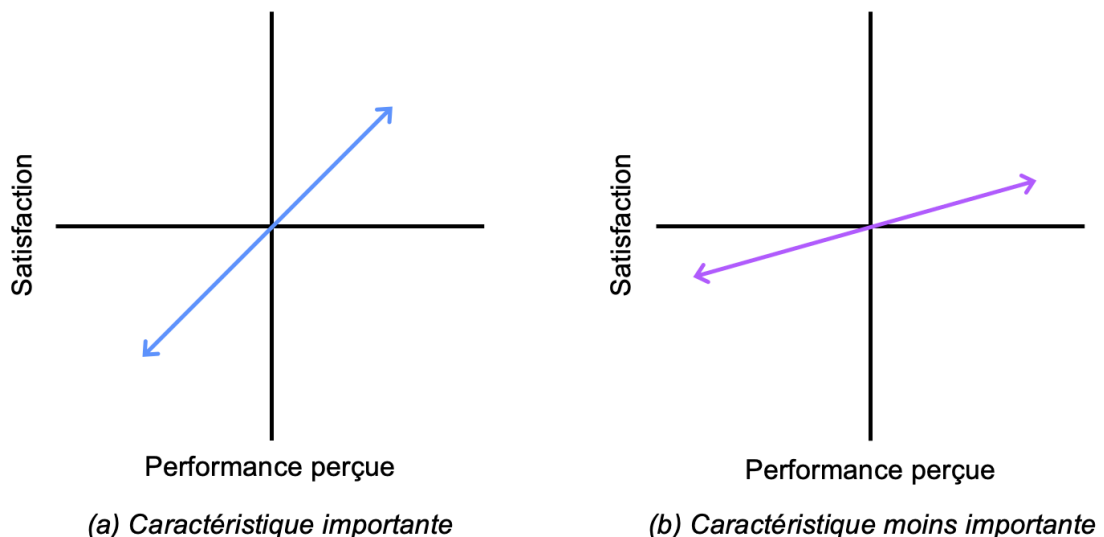 Satisfaction
Performance perçue
(a) Caractéristique importante
Satisfaction
Performance perçue
(b) Caractéristique moins importante